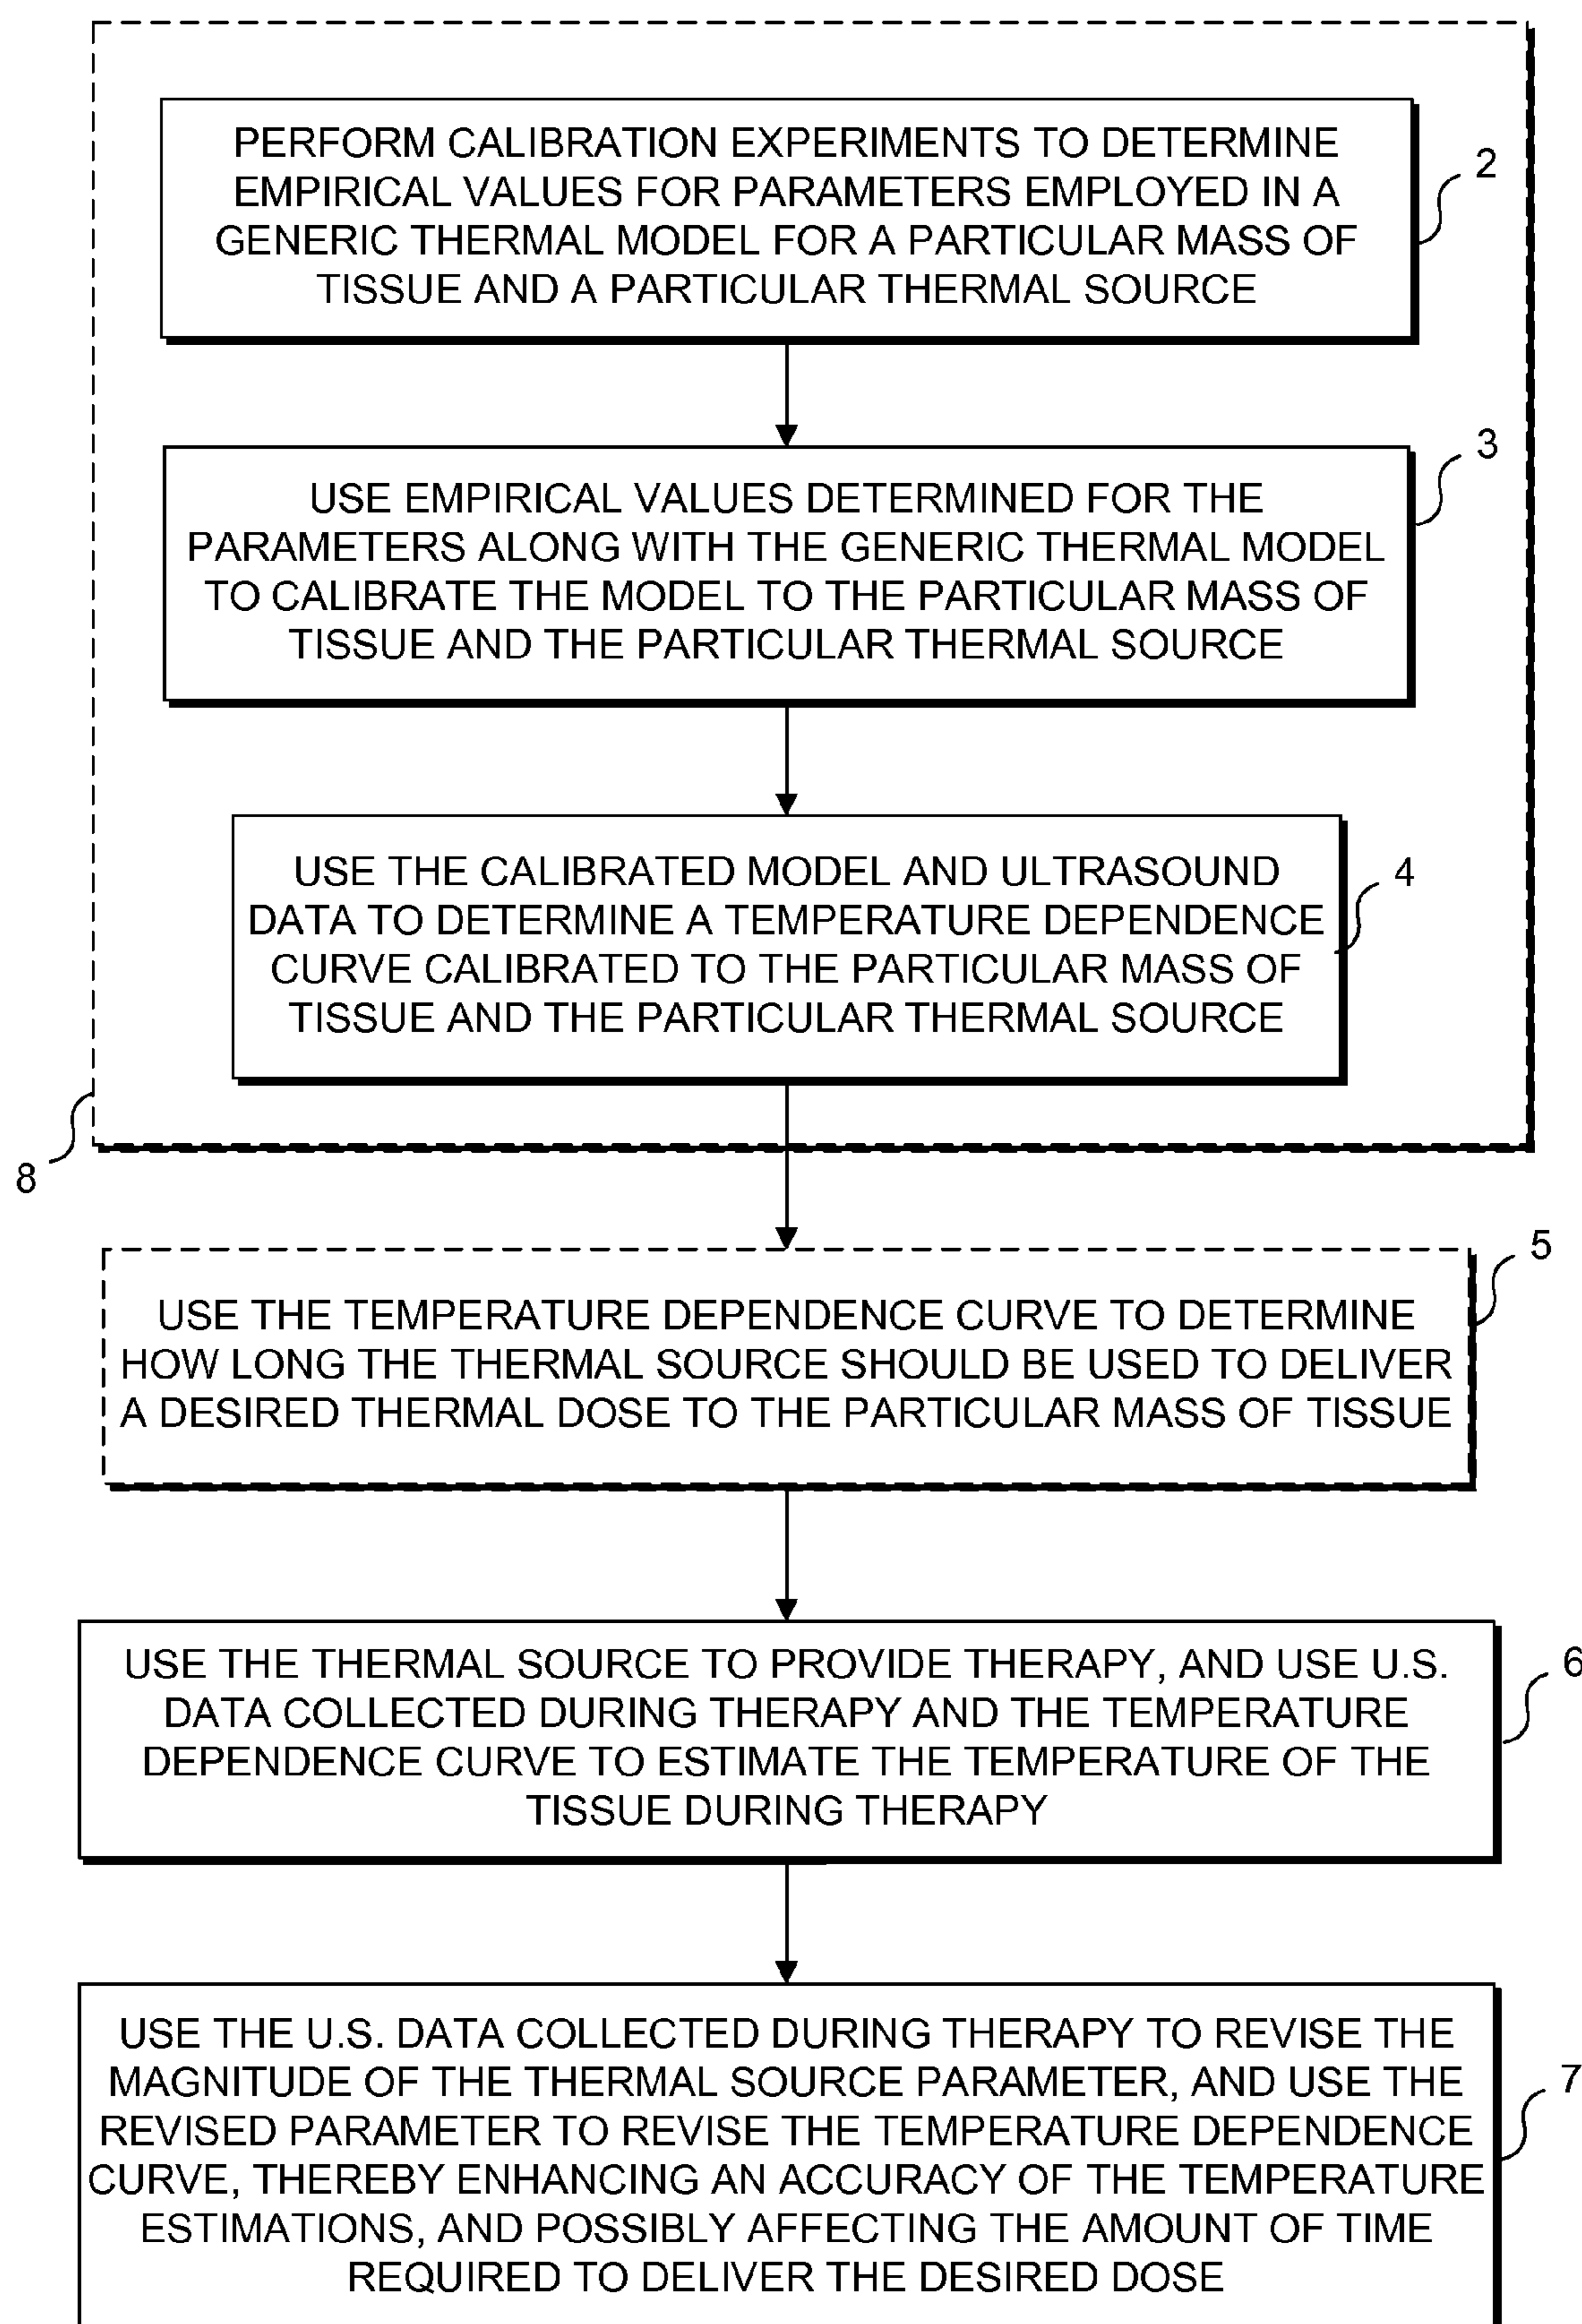 PERFORM CALIBRATION EXPERIMENTS TO DETERMINE
EMPIRICAL VALUES FOR PARAMETERS EMPLOYED IN A
GENERIC THERMAL MODEL FOR A PARTICULAR MASS OF
TISSUE AND A PARTICULAR THERMAL SOURCE
2
USE EMPIRICAL VALUES DETERMINED FOR THE
PARAMETERS ALONG WITH THE GENERIC THERMAL MODEL
TO CALIBRATE THE MODEL TO THE PARTICULAR MASS OF
TISSUE AND THE PARTICULAR THERMAL SOURCE
3
USE THE CALIBRATED MODEL AND ULTRASOUND
DATA TO DETERMINE A TEMPERATURE DEPENDENCE
CURVE CALIBRATED TO THE PARTICULAR MASS OF
TISSUE AND THE PARTICULAR THERMAL SOURCE
4
8
USE THE TEMPERATURE DEPENDENCE CURVE TO DETERMINE
HOW LONG THE THERMAL SOURCE SHOULD BE USED TO DELIVER
A DESIRED THERMAL DOSE TO THE PARTICULAR MASS OF TISSUE
5
USE THE THERMAL SOURCE TO PROVIDE THERAPY, AND USE U.S.
DATA COLLECTED DURING THERAPY AND THE TEMPERATURE
DEPENDENCE CURVE TO ESTIMATE THE TEMPERATURE OF THE
TISSUE DURING THERAPY
6
USE THE U.S. DATA COLLECTED DURING THERAPY TO REVISE THE
MAGNITUDE OF THE THERMAL SOURCE PARAMETER, AND USE THE
REVISED PARAMETER TO REVISE THE TEMPERATURE DEPENDENCE
CURVE, THEREBY ENHANCING AN ACCURACY OF THE TEMPERATURE
ESTIMATIONS, AND POSSIBLY AFFECTING THE AMOUNT OF TIME
REQUIRED TO DELIVER THE DESIRED DOSE
7